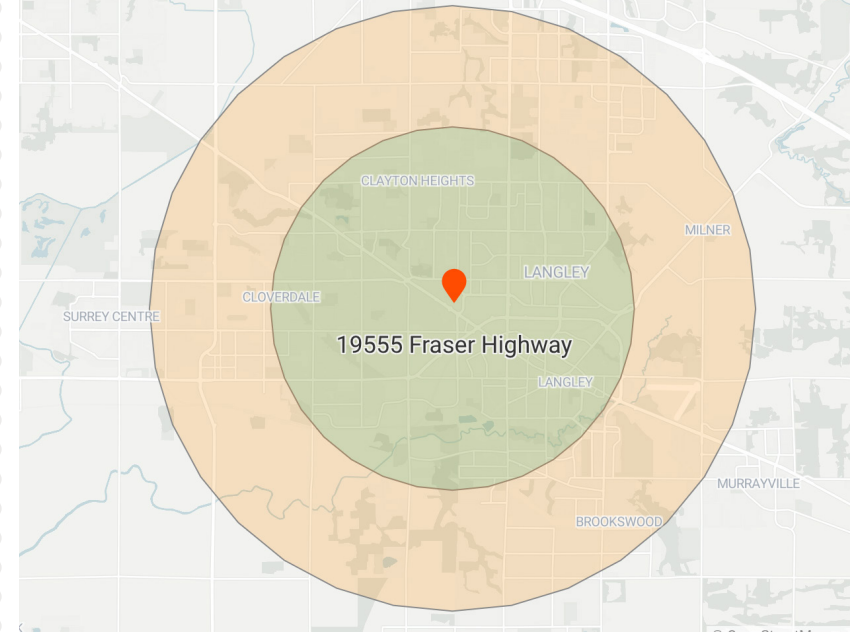 CLAYTON HEIGHTS
MILNER
LANGLEY
CLOVERDALE
SURREY CENTRE
19555 Fraser Highway
LANGLEY
MURRAYVILLE
BROOKSWOOD